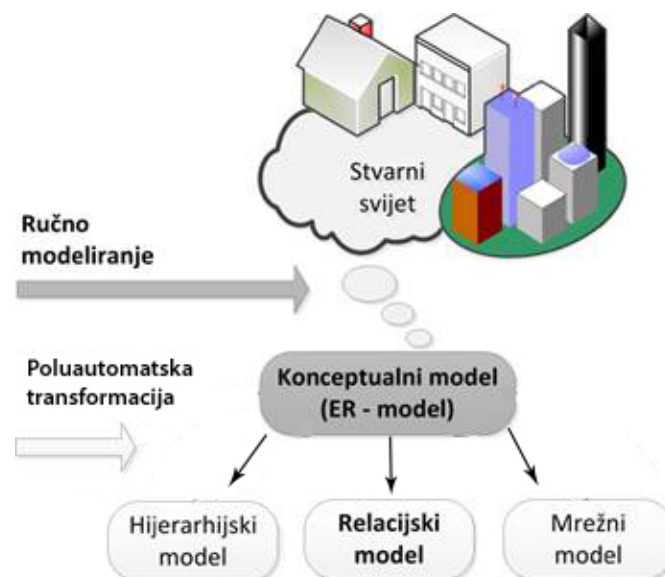 Stvarni
svijet
Ručno
modeliranje
Poluautomatska
transformacija
Konceptualni model
(ER - model)
Hijerarhijski
model
Relacijski
model
Mrežni
model